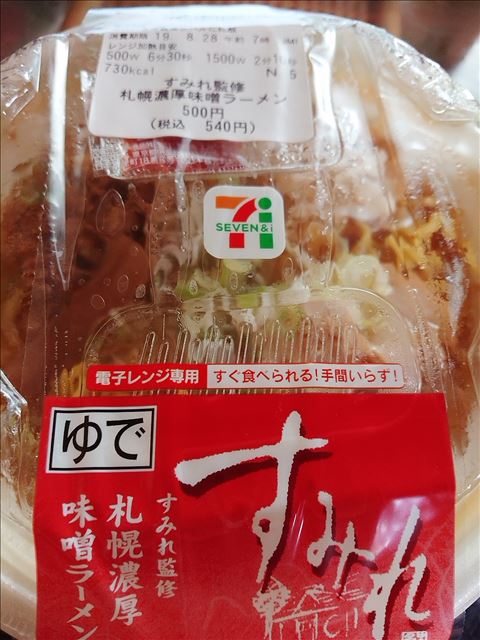 消費期限 19. 8. 28 午前 7時
レンジ加熱目安
500W 6分30秒 1500W 2分10秒
730kcal
すみれ監修
札幌濃厚味噌ラーメン
500円
(税込 540円)
SEVEN&i
電子レンジ専用 すぐ食べられる!手間いらず!
ゆで
すみれ
すみれ監修
札幌濃厚
味噌ラーメン